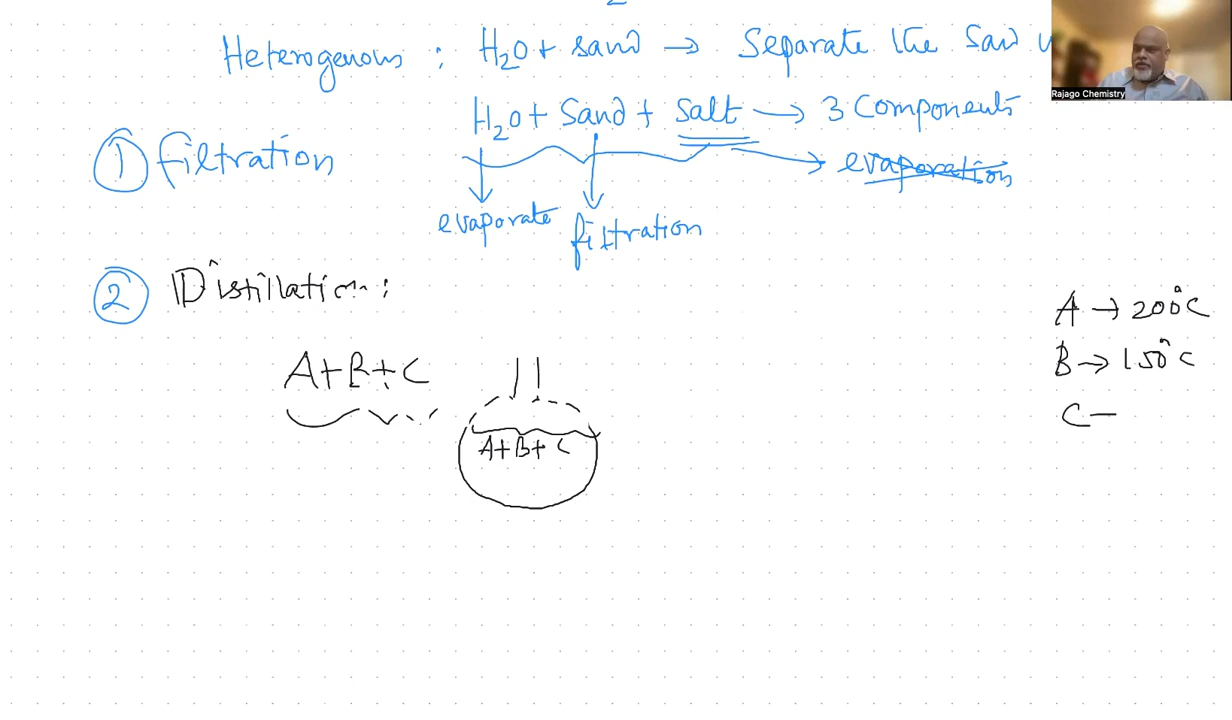 Heterogenous : H₂O + sand → Separate the Sand
Rajago Chemistry
H₂O + Sand + Salt → 3 Components
① filtration
evaporation
evaporate filtration
② Distillation :
A → 200°C
B → 150°C
A+B+C
C –
A+B+C